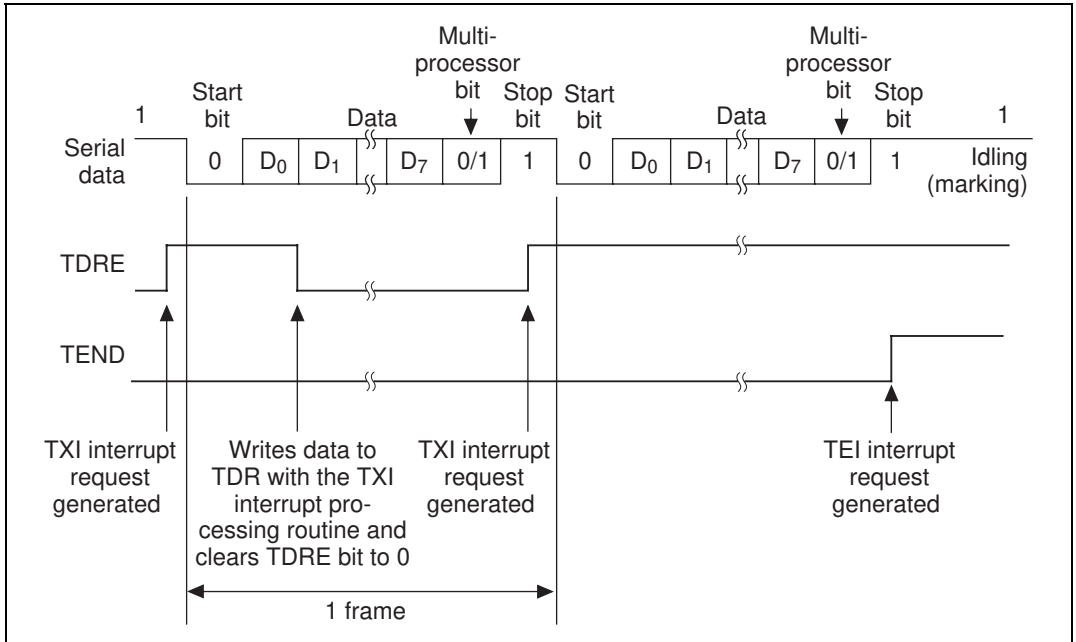 Multi-
processor
bit
Multi-
processor
bit
1
Start
bit
Data
Stop
bit
Start
bit
Data
Stop
bit
1
Serial
data
0 D0 D1 D7 0/1 1 0 D0 D1 D7 0/1 1
Idling
(marking)
TDRE
TEND
TXI interrupt
request
generated
Writes data to
TDR with the TXI
interrupt pro-
cessing routine and
clears TDRE bit to 0
TXI interrupt
request
generated
TEI interrupt
request
generated
1 frame